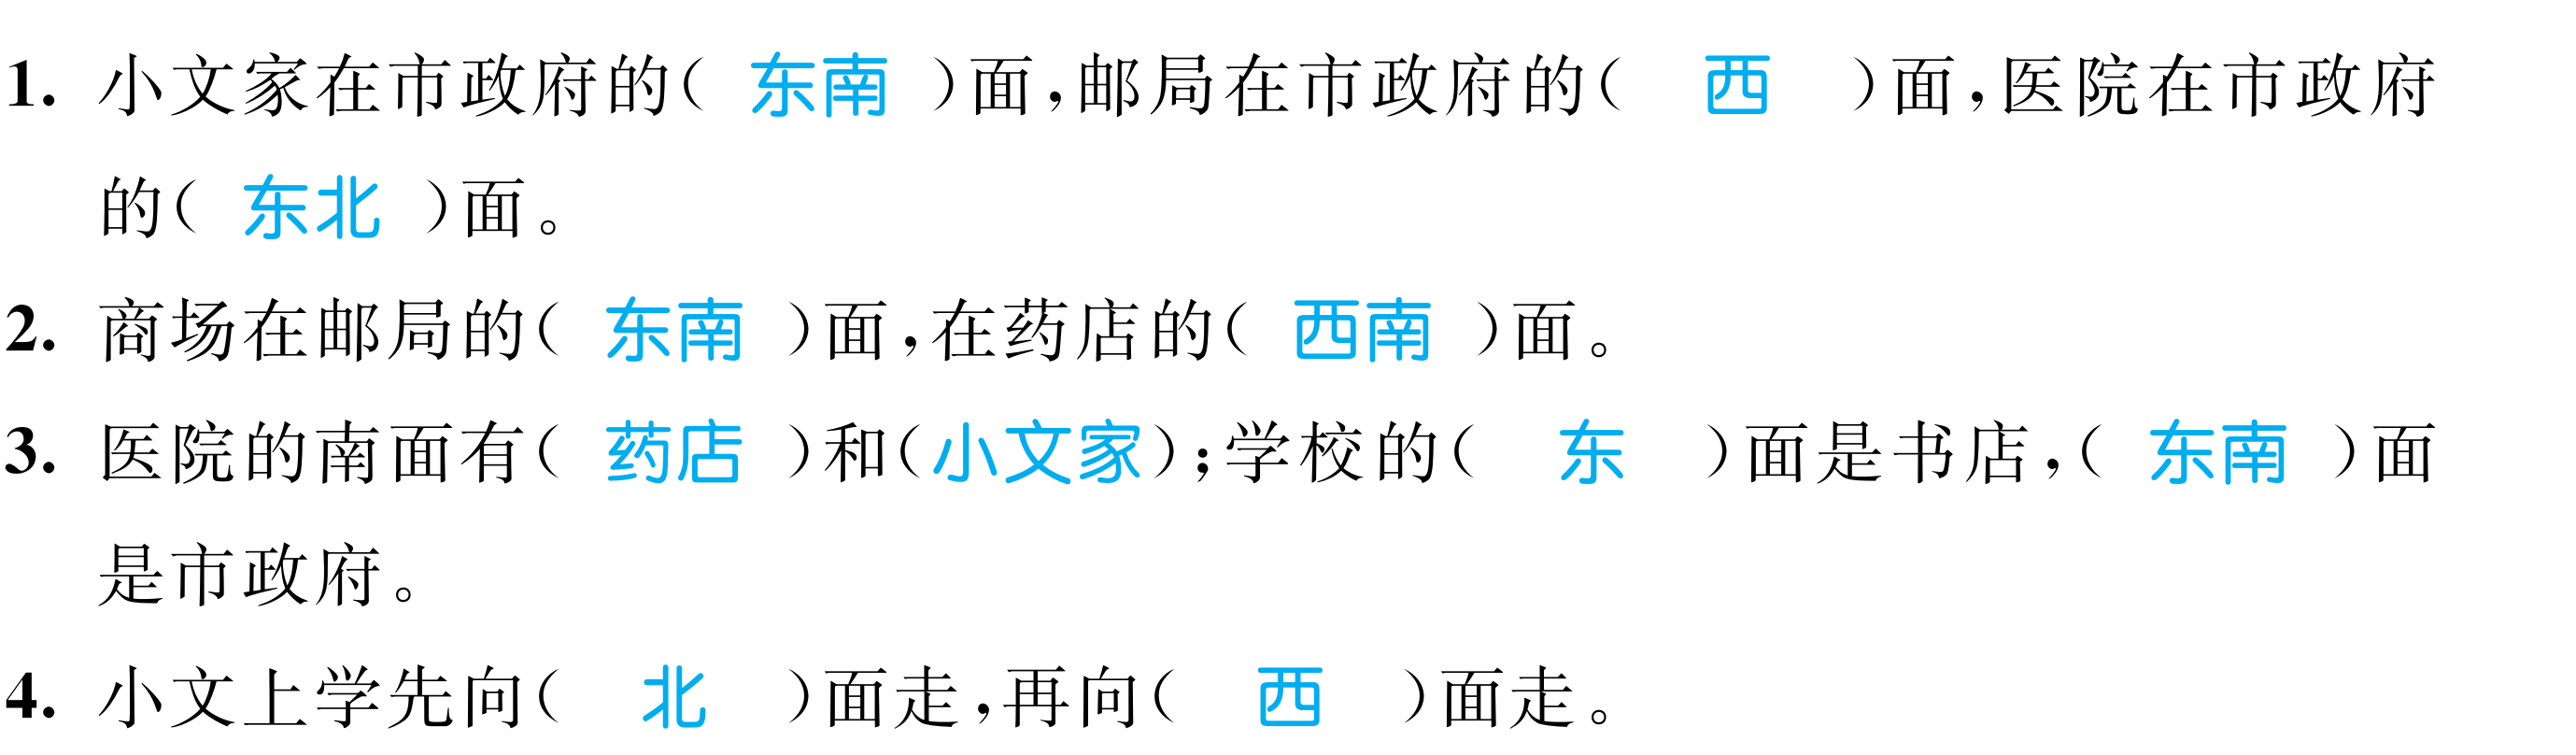 1. 小文家在市政府的( 东南 )面,邮局在市政府的( 西 )面,医院在市政府
的( 东北 )面。
2. 商场在邮局的( 东南 )面,在药店的( 西南 )面。
3. 医院的南面有( 药店 )和(小文家);学校的( 东 )面是书店,( 东南 )面
是市政府。
4. 小文上学先向( 北 )面走,再向( 西 )面走。